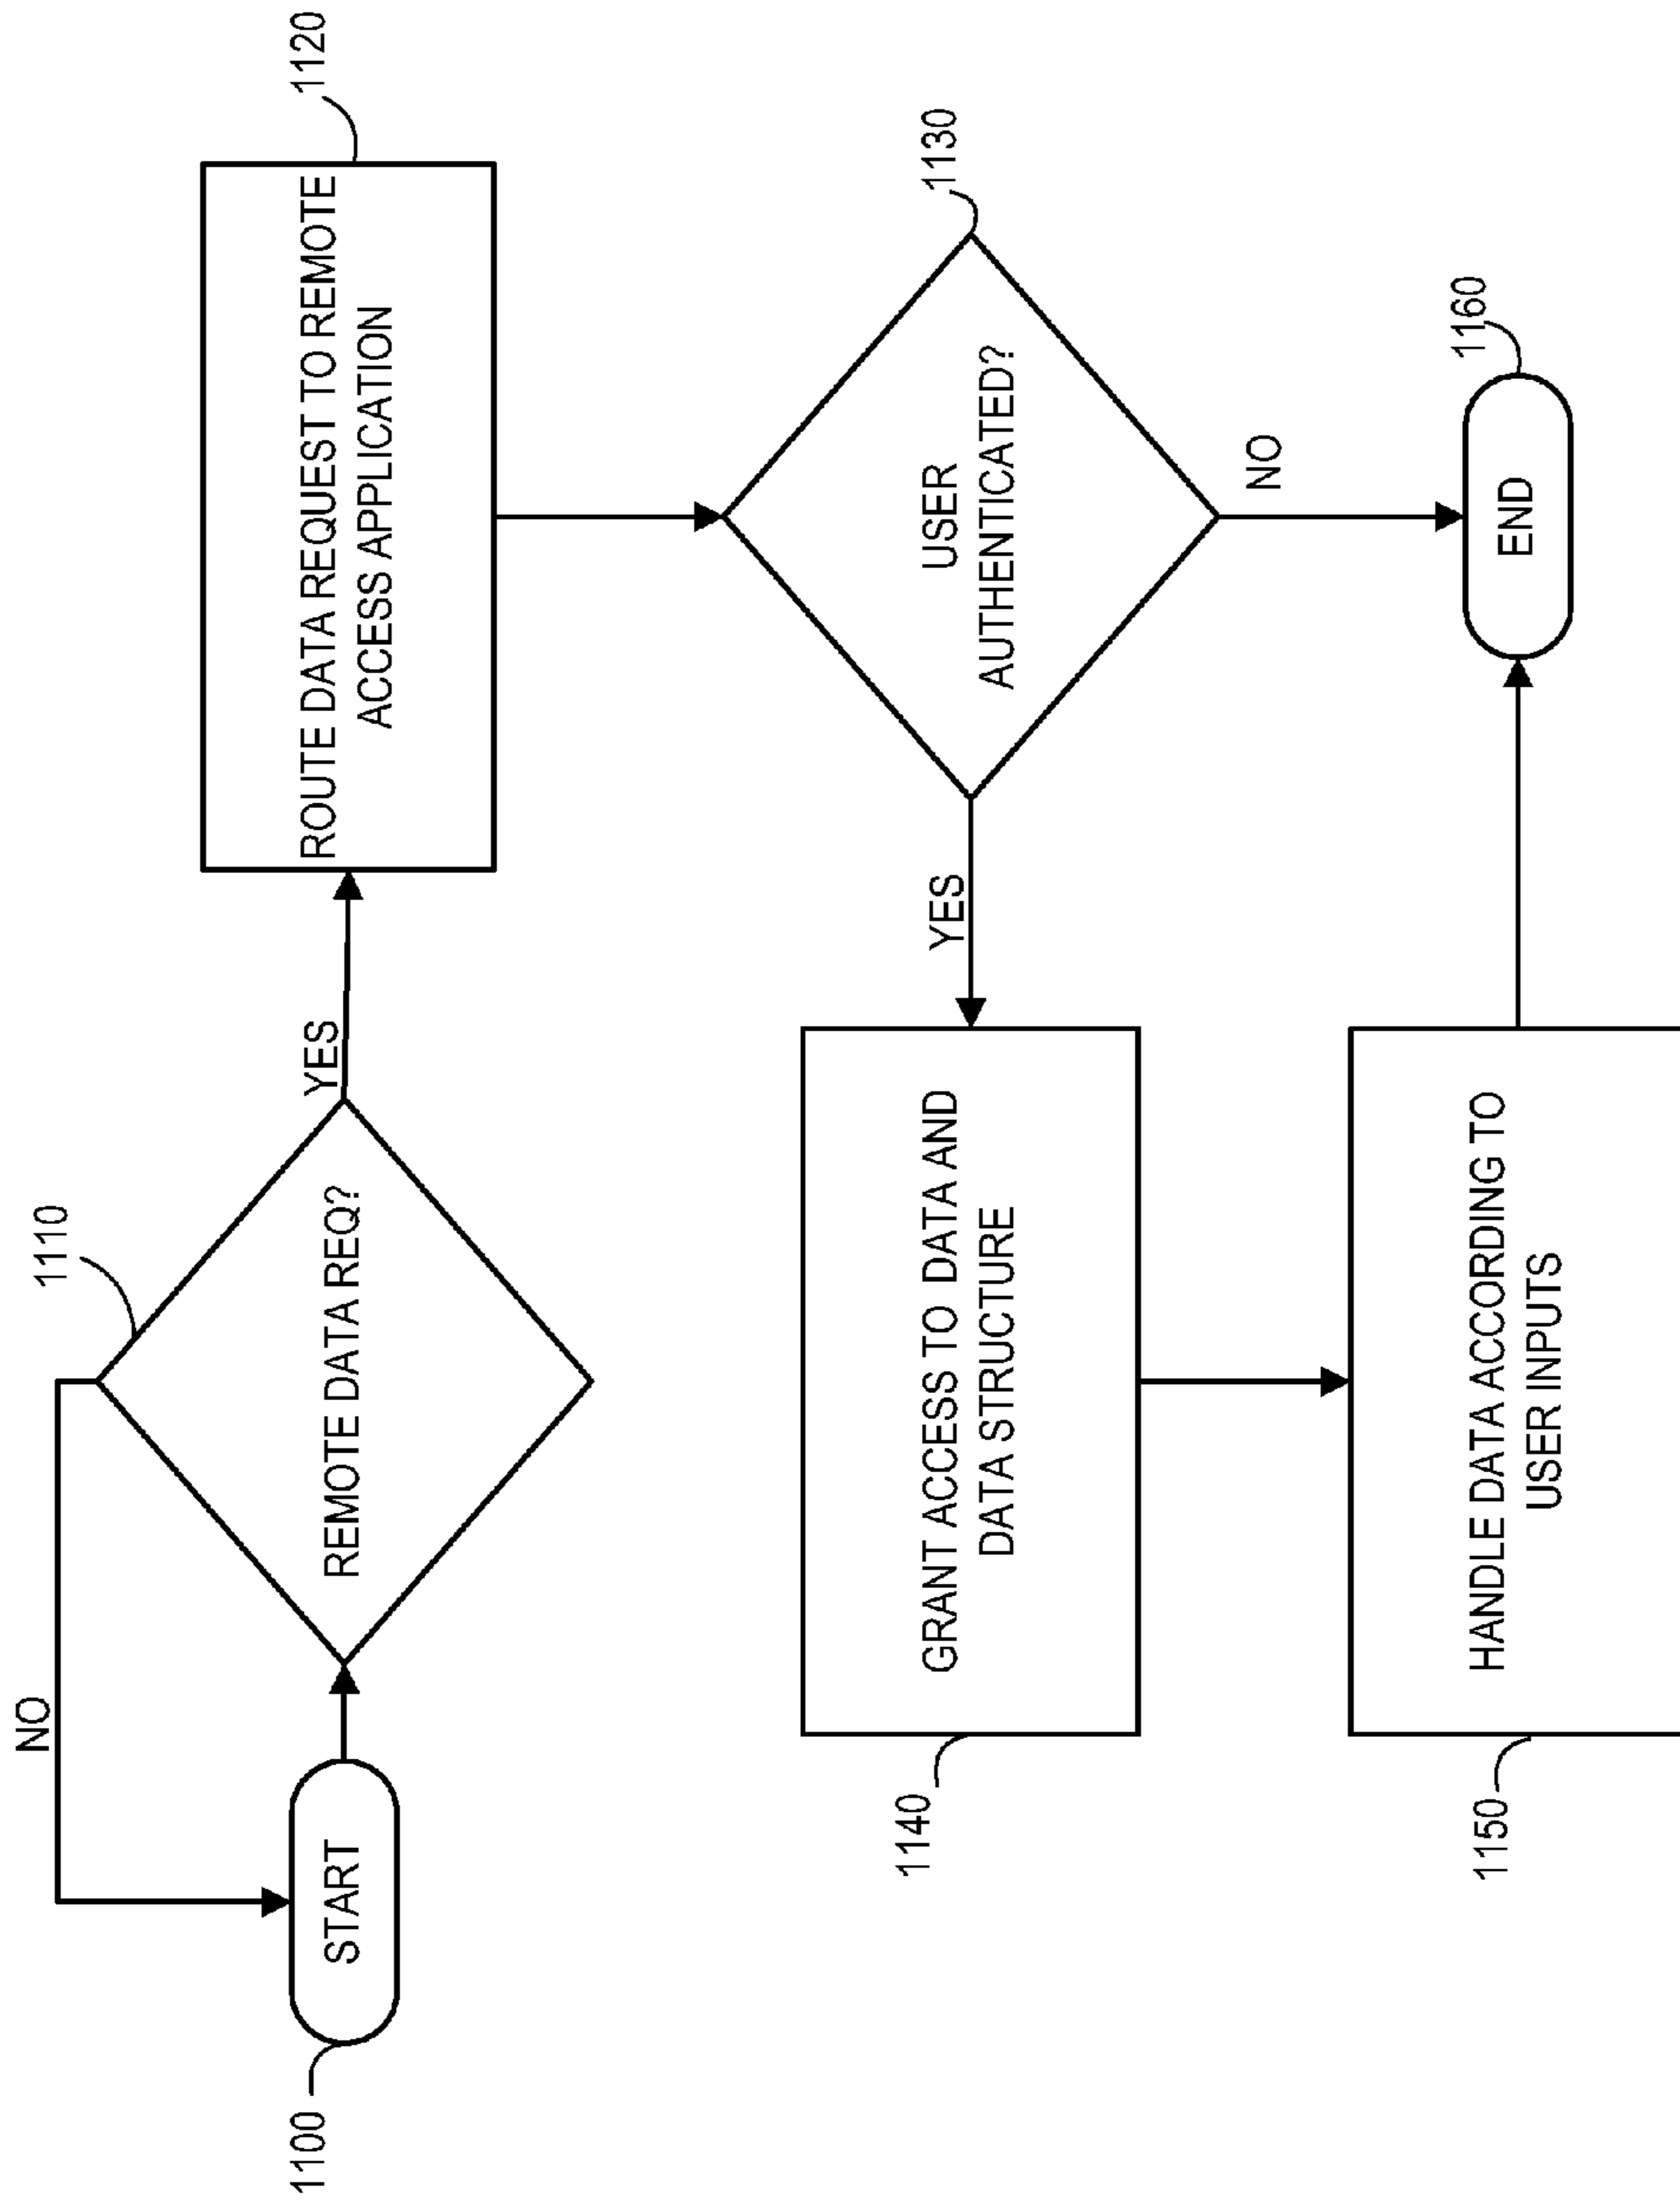 NO
1110
1120
START
REMOTE DATA REQ?
YES
ROUTE DATA REQUEST TO REMOTE
ACCESS APPLICATION
1100
1130
YES
USER
AUTHENTICATED?
GRANT ACCESS TO DATA AND
DATA STRUCTURE
1140
NO
1160
HANDLE DATA ACCORDING TO
USER INPUTS
END
1150